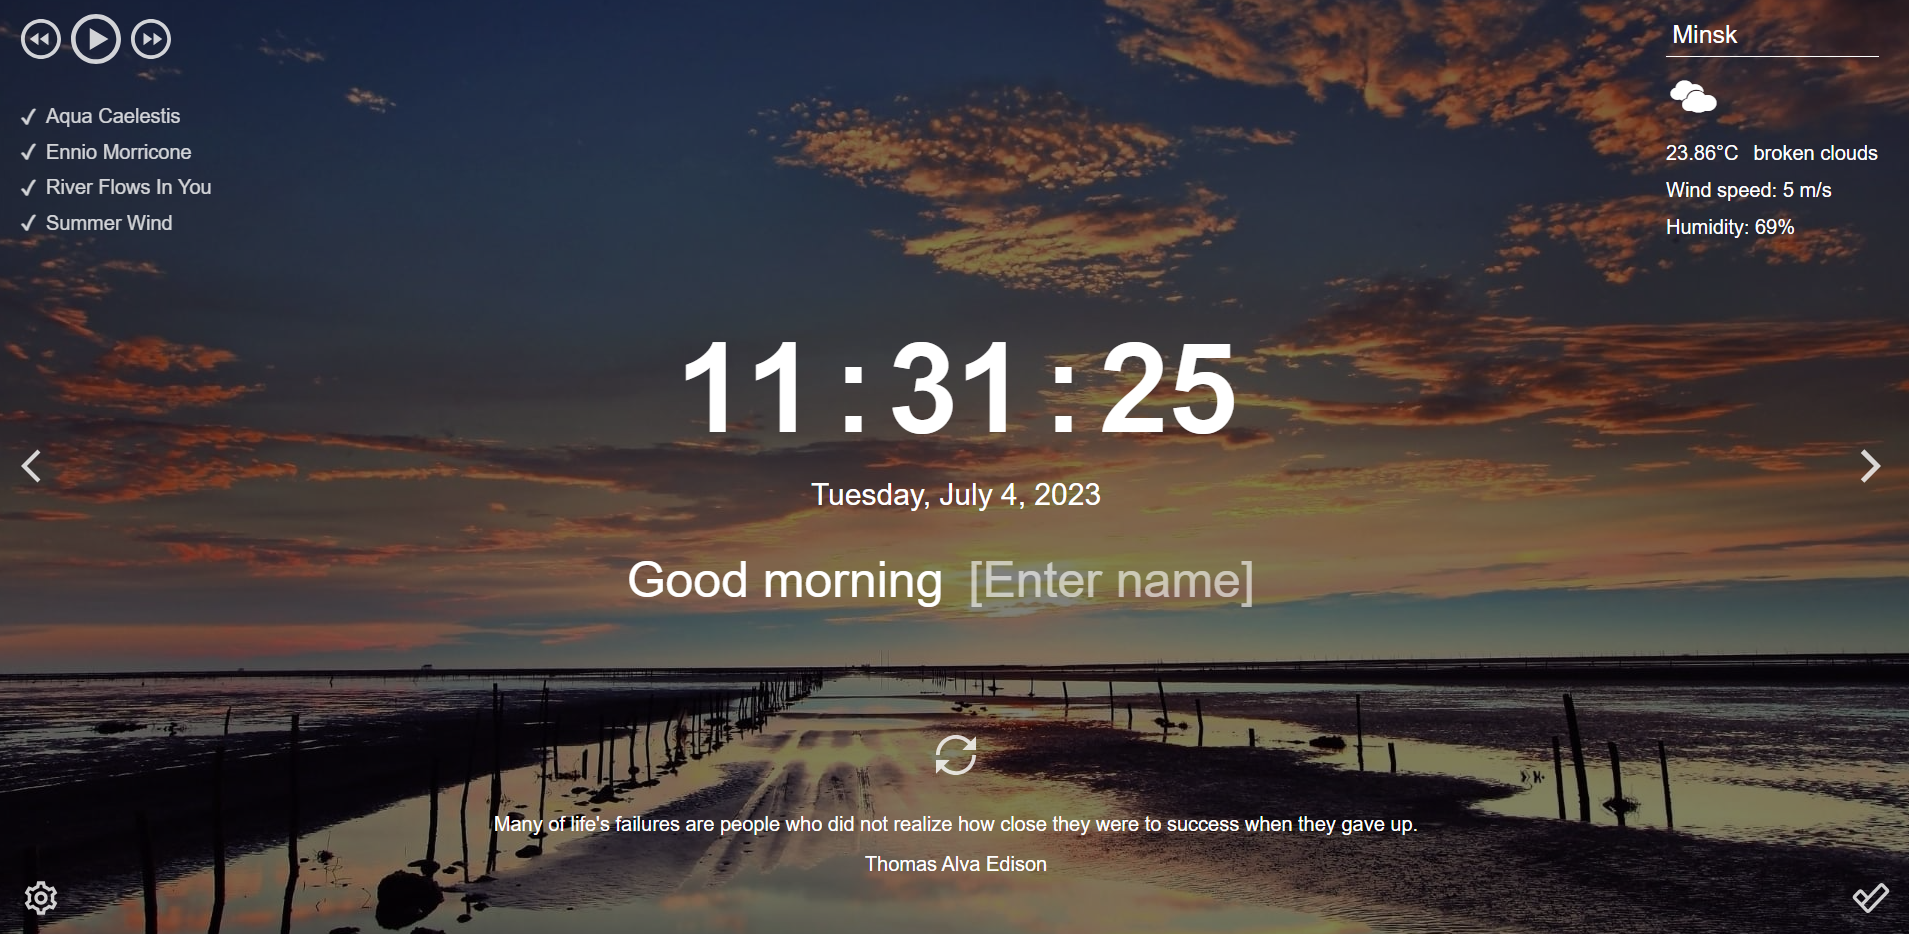 Minsk
Aqua Caelestis
Ennio Morricone
River Flows In You
Summer Wind
23.86°C broken clouds
Wind speed: 5 m/s
Humidity: 69%
11:31:25
Tuesday, July 4, 2023
Good morning [Enter name]
Many of life's failures are people who did not realize how close they were to success when they gave up.
Thomas Alva Edison